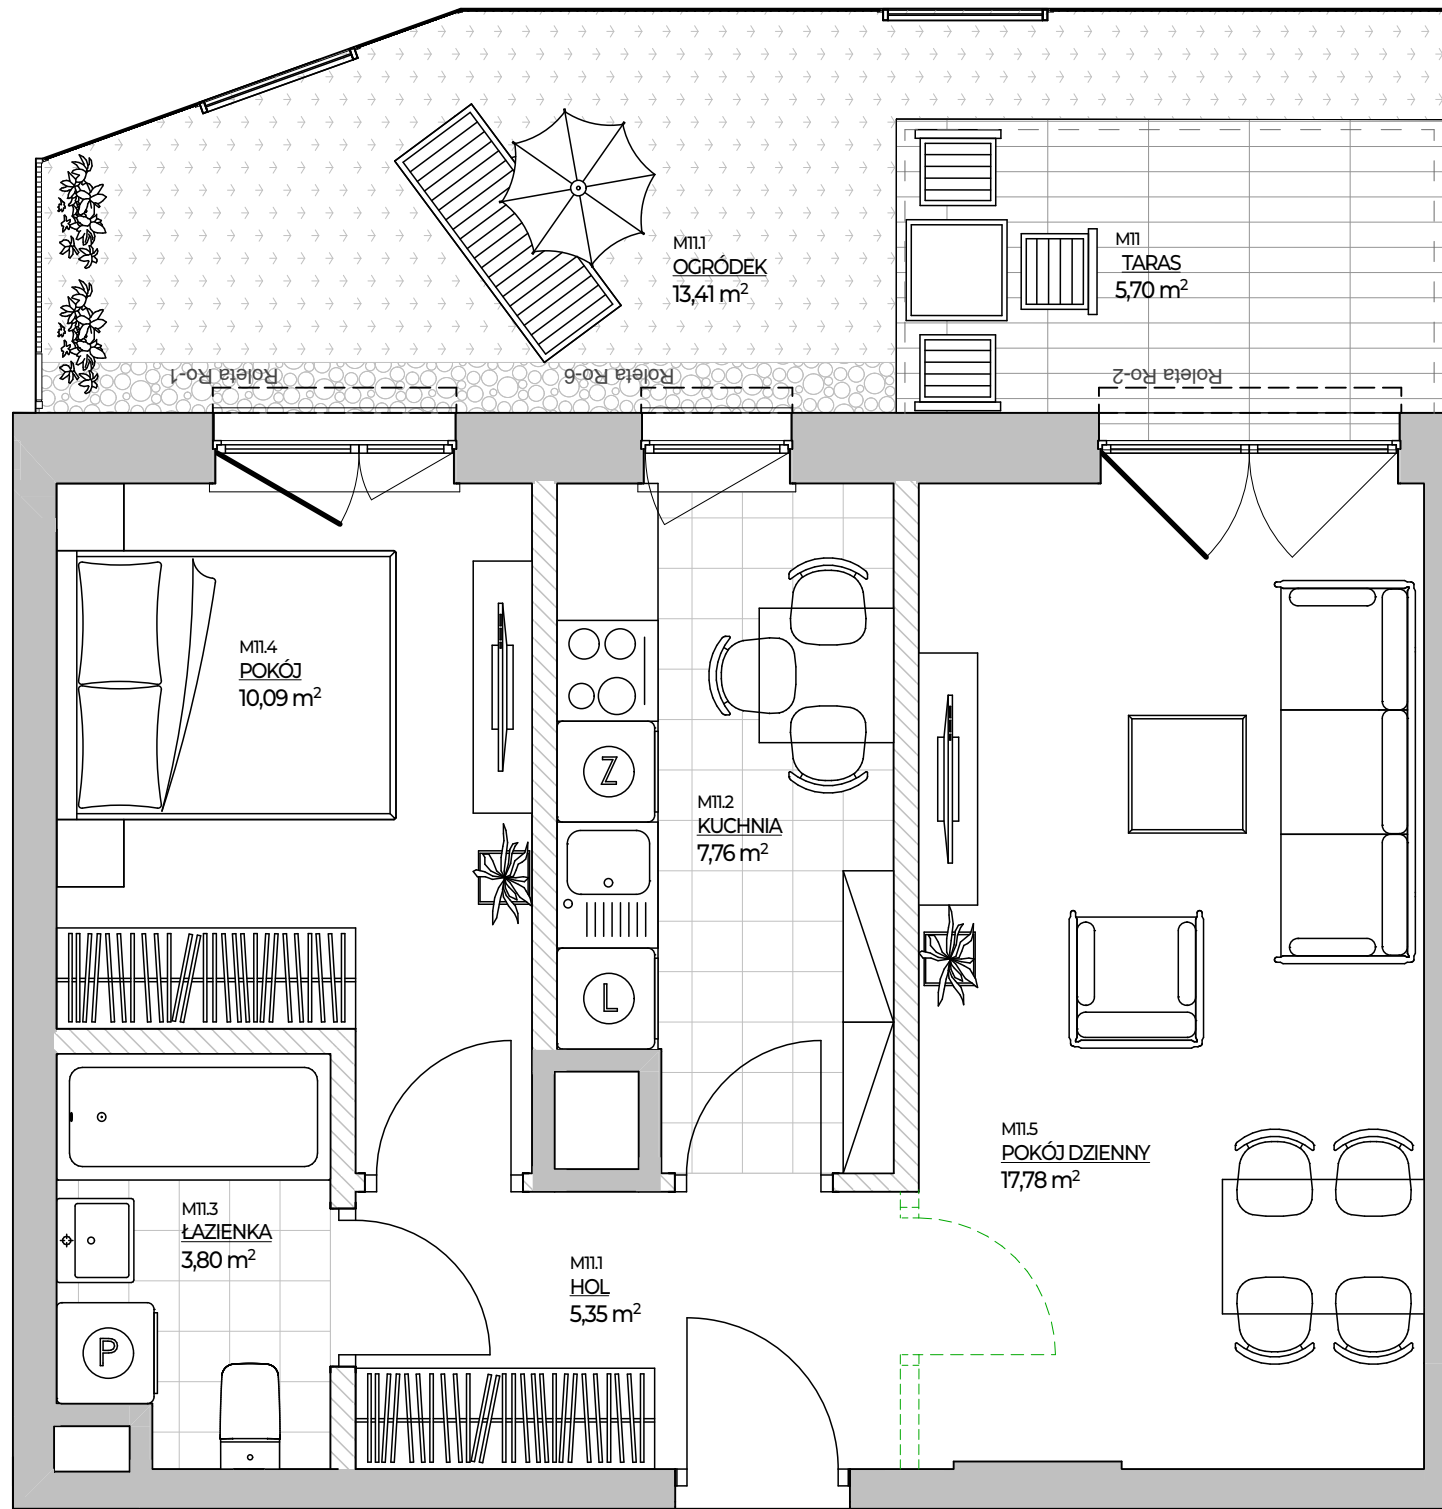 M11.1
OGRÓDEK
13,41 m²
M11
TARAS
5,70 m²
Roleta Ro-1
Roleta Ro-6
Roleta Ro-2
M11.4
POKÓJ
10,09 m²
Z
M11.2
KUCHNIA
7,76 m²
L
M11.5
POKÓJ DZIENNY
17,78 m²
M11.3
ŁAZIENKA
3,80 m²
M11.1
HOL
5,35 m²
P